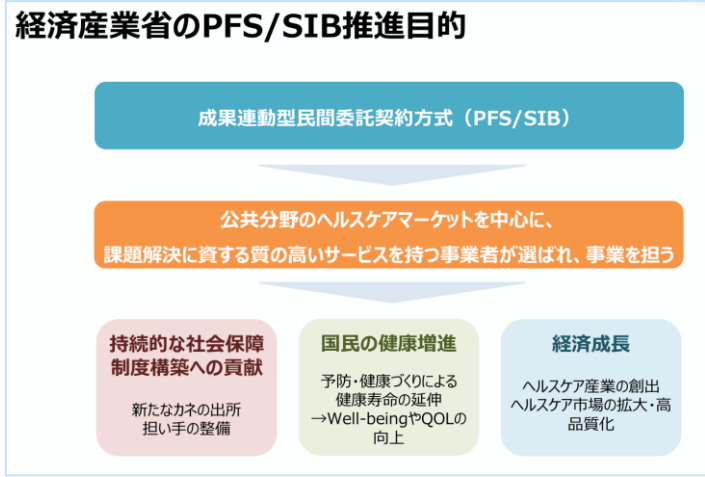 経済産業省のPFS/SIB推進目的
成果連動型民間委託契約方式（PFS/SIB）
公共分野のヘルスケアマーケットを中心に、
課題解決に資する質の高いサービスを持つ事業者が選ばれ、事業を担う
持続的な社会保障
制度構築への貢献
新たなカネの出所
担い手の整備
国民の健康増進
予防・健康づくりによる
健康寿命の延伸
→Well-beingやQOLの
向上
経済成長
ヘルスケア産業の創出
ヘルスケア市場の拡大・高
品質化